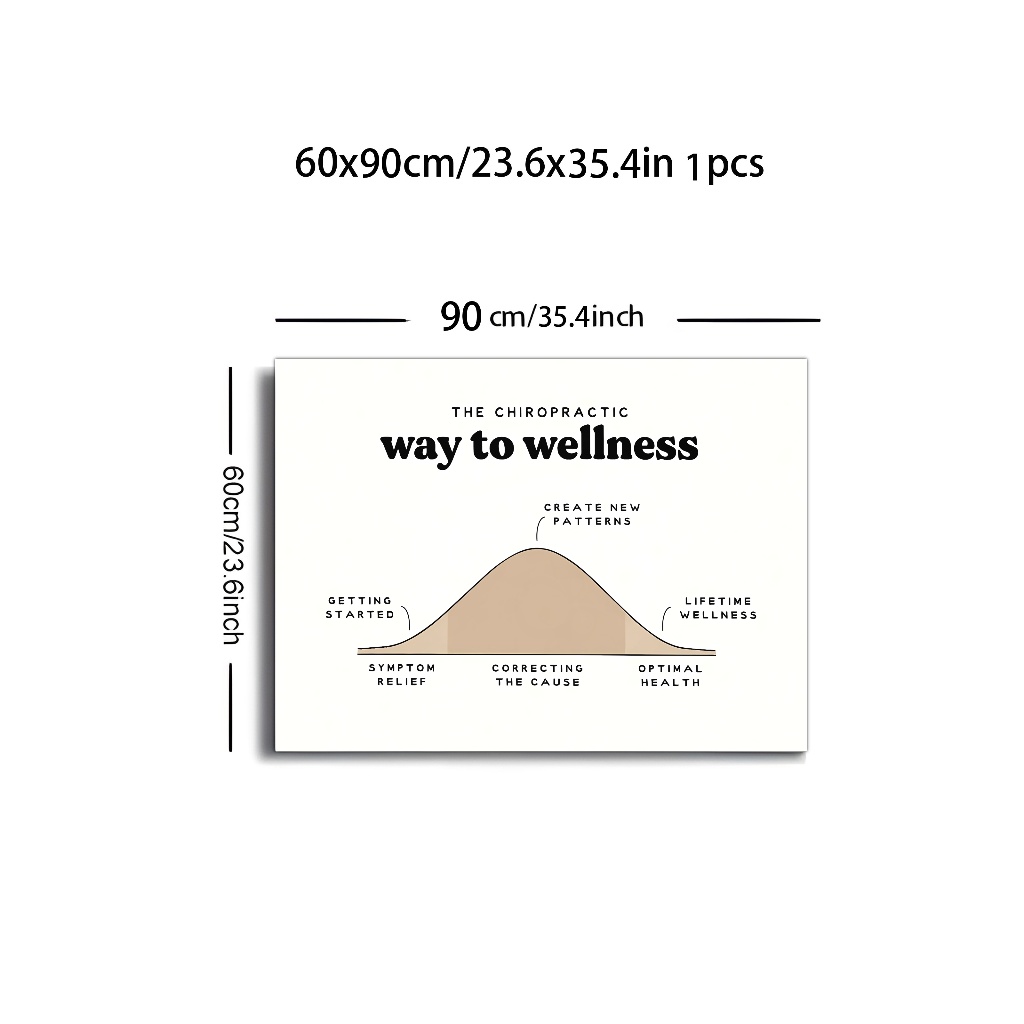 60x90cm/23.6x35.4in 1pcs
90 cm/35.4inch
60cm/23.6inch
THE CHIROPRACTIC
way to wellness
CREATE NEW
PATTERNS
GETTING
STARTED
LIFETIME
WELLNESS
SYMPTOM
RELIEF
CORRECTING
THE CAUSE
OPTIMAL
HEALTH